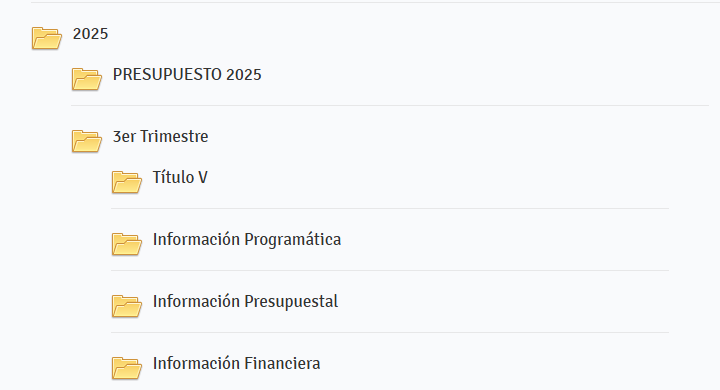 2025
PRESUPUESTO 2025
3er Trimestre
Título V
Información Programática
Información Presupuestal
Información Financiera